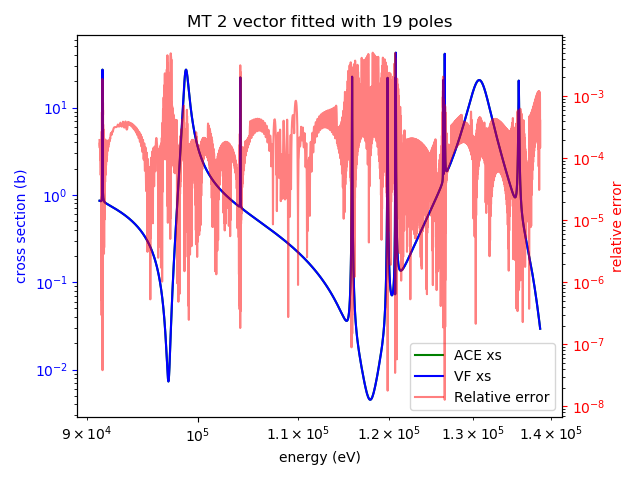 MT 2 vector fitted with 19 poles
cross section (b)
10¹
10⁰
10⁻¹
10⁻²
10⁻³
10⁻⁴
10⁻⁵
10⁻⁶
10⁻⁷
10⁻⁸
relative error
ACE xs
VF xs
Relative error
9 × 10⁴
10⁵
1.1 × 10⁵
1.2 × 10⁵
1.3 × 10⁵
1.4 × 10⁵
energy (eV)